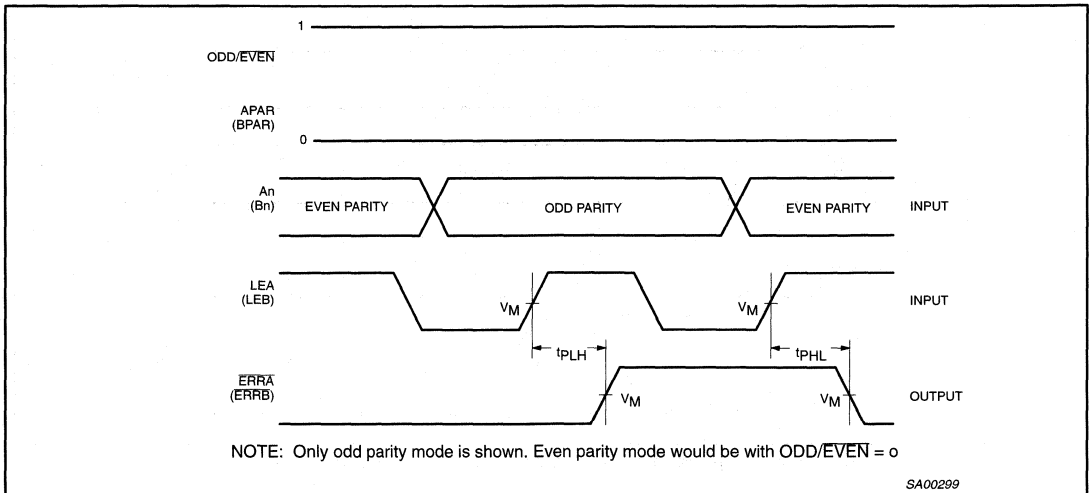 1
ODD/EVEN
APAR
(BPAR)
0
An
(Bn)
EVEN PARITY
ODD PARITY
EVEN PARITY
INPUT
LEA
(LEB)
VM
VM
INPUT
tPLH
tPHL
ERRA
(ERRB)
VM
VM
OUTPUT
NOTE: Only odd parity mode is shown. Even parity mode would be with ODD/EVEN = o
SA00299